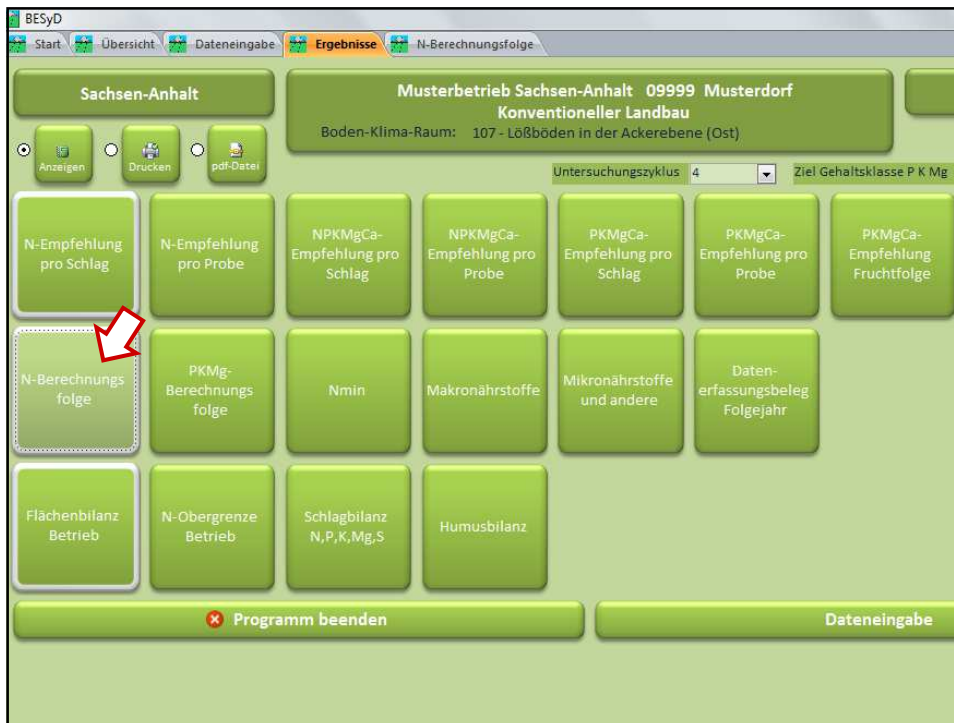 BESyD
Start Übersicht Dateneingabe Ergebnisse N-Berechnungsfolge
Sachsen-Anhalt
Musterbetrieb Sachsen-Anhalt 09999 Musterdorf
Konventioneller Landbau
Boden-Klima-Raum: 107 - Lößböden in der Ackerebene (Ost)
Anzeigen Drucken pdf-Datei
Untersuchungszyklus 4 Ziel Gehaltsklasse P K Mg
N-Empfehlung
pro Schlag
N-Empfehlung
pro Probe
NPKMgCa-
Empfehlung pro
Schlag
NPKMgCa-
Empfehlung pro
Probe
PKMgCa-
Empfehlung pro
Schlag
PKMgCa-
Empfehlung pro
Probe
PKMgCa-
Empfehlung
Fruchtfolge
N-Berechnungs
folge
PKMg-
Berechnungs
folge
Nmin
Makronährstoffe
Mikronährstoffe
und andere
Daten-
erfassungsbeleg
Folgejahr
Flächenbilanz
Betrieb
N-Obergrenze
Betrieb
Schlagbilanz
N,P,K,Mg,S
Humusbilanz
Programm beenden
Dateneingabe